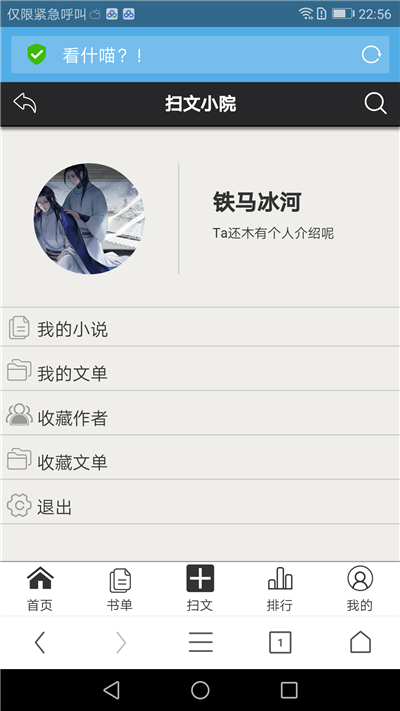 仅限紧急呼叫 22:56
看什喵？！
扫文小院
铁马冰河
Ta还木有个人介绍呢
我的小说
我的文单
收藏作者
收藏文单
退出
首页 书单 扫文 排行 我的
1